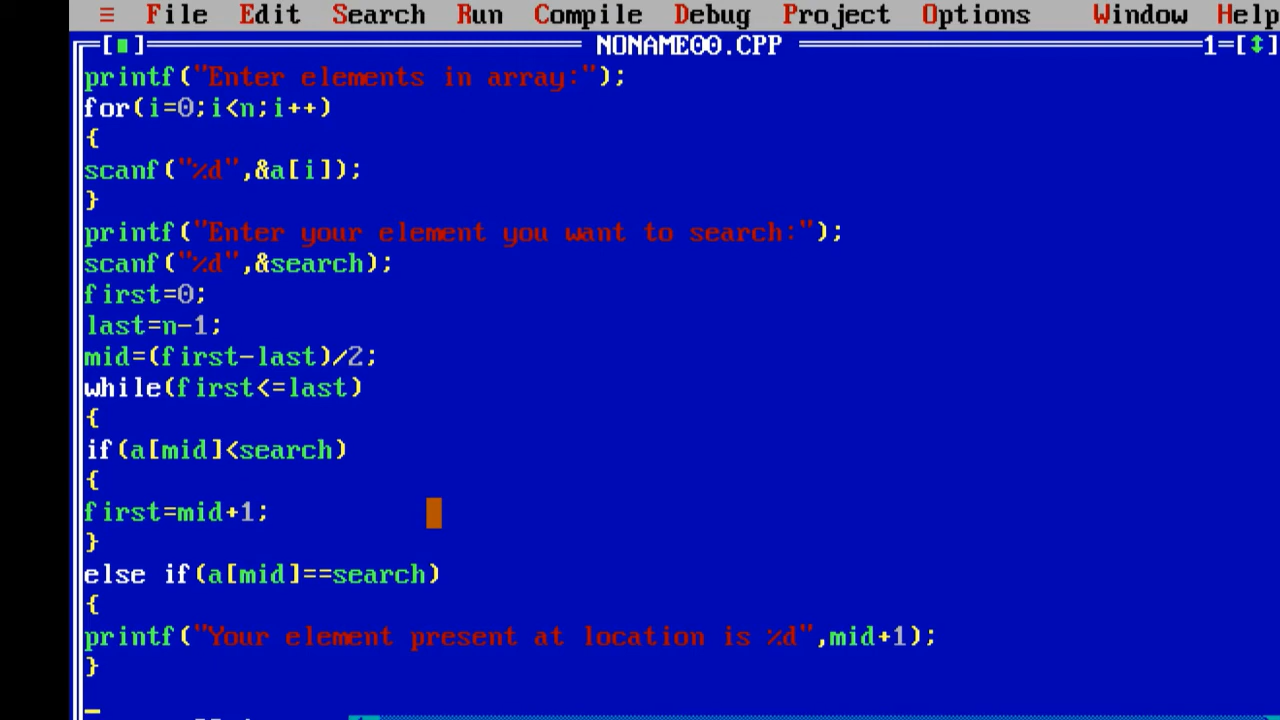 ≡ File Edit Search Run Compile Debug Project Options Window Help
[■] NONAME00.CPP 1=[↕]
printf("Enter elements in array:");
for(i=0;i<n;i++)
{
scanf("%d",&a[i]);
}
printf("Enter your element you want to search:");
scanf("%d",&search);
first=0;
last=n-1;
mid=(first-last)/2;
while(first<=last)
{
if(a[mid]<search)
{
first=mid+1;
}
else if(a[mid]==search)
{
printf("Your element present at location is %d",mid+1);
}